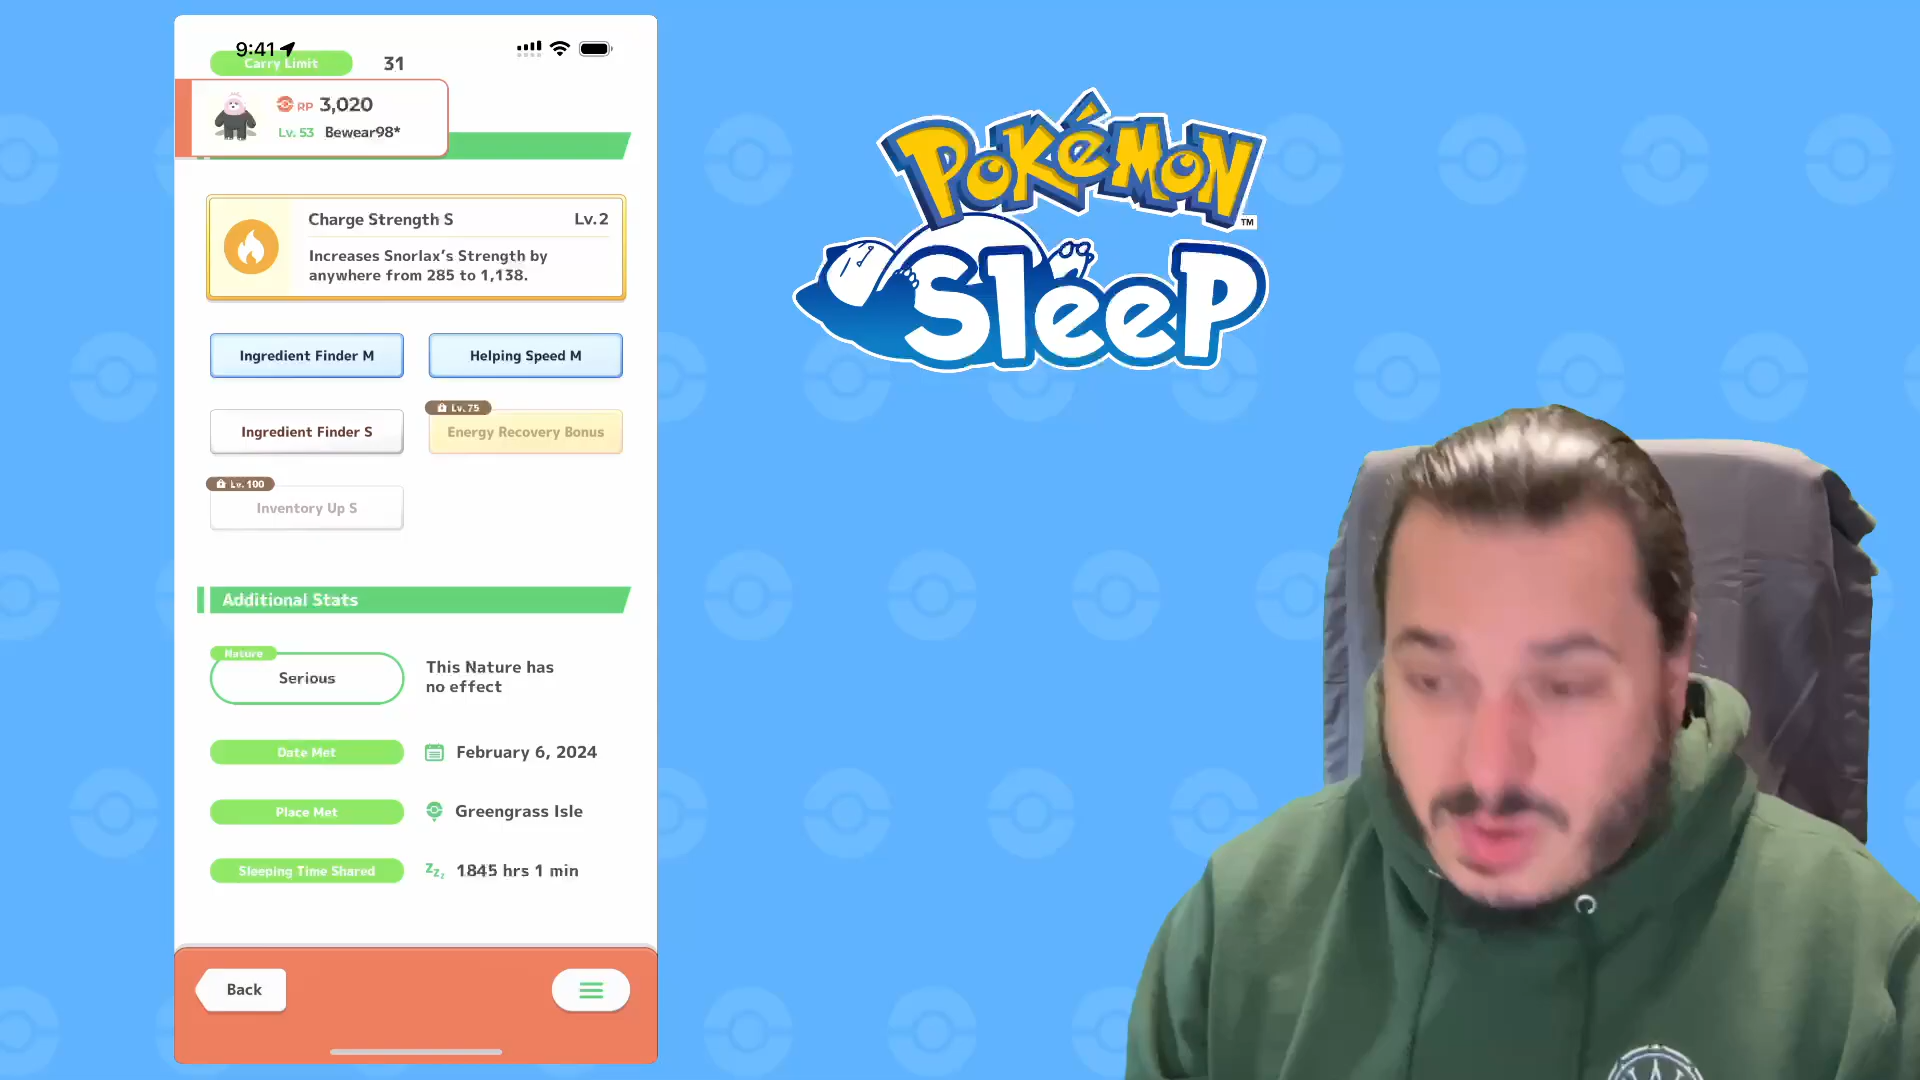 9:41
Carry Limit 31
RP 3,020
Lv. 53 Bewear98*
Charge Strength S Lv. 2
Increases Snorlax's Strength by
anywhere from 285 to 1,138.
Ingredient Finder M
Helping Speed M
Ingredient Finder S
Lv. 75
Energy Recovery Bonus
Lv. 100
Inventory Up S
Additional Stats
Nature
Serious
This Nature has
no effect
Date Met
February 6, 2024
Place Met
Greengrass Isle
Sleeping Time Shared
Zzz
1845 hrs 1 min
Back
POKéMON
TM
Sleep